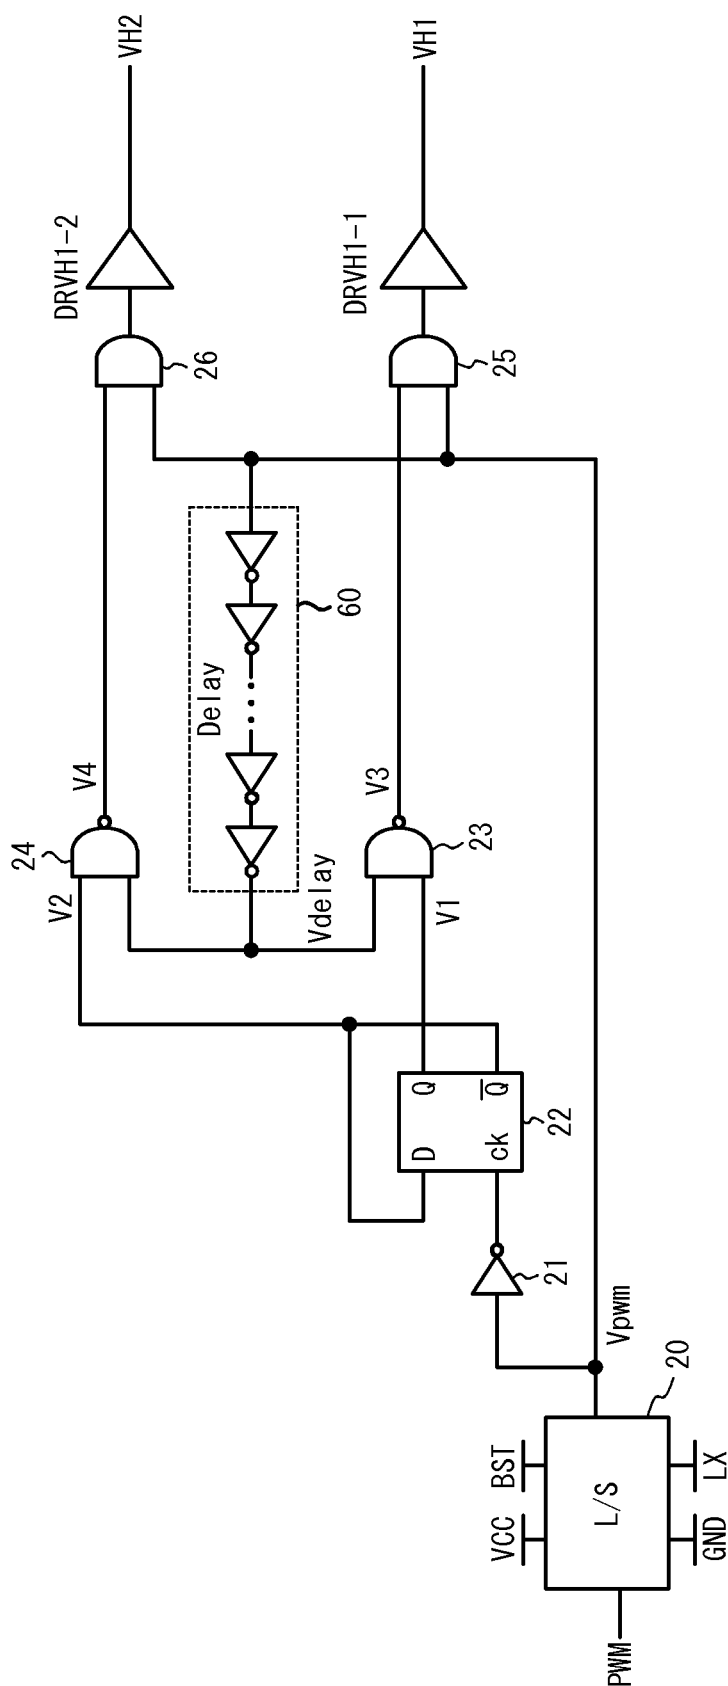 VH2
VH1
DRVH1-2
DRVH1-1
26
25
60
Delay
V4
V3
24
23
V2
Vdelay
V1
D
Q
ck
Q
22
21
Vpwm
20
VCC
BST
L/S
GND
LX
PWM